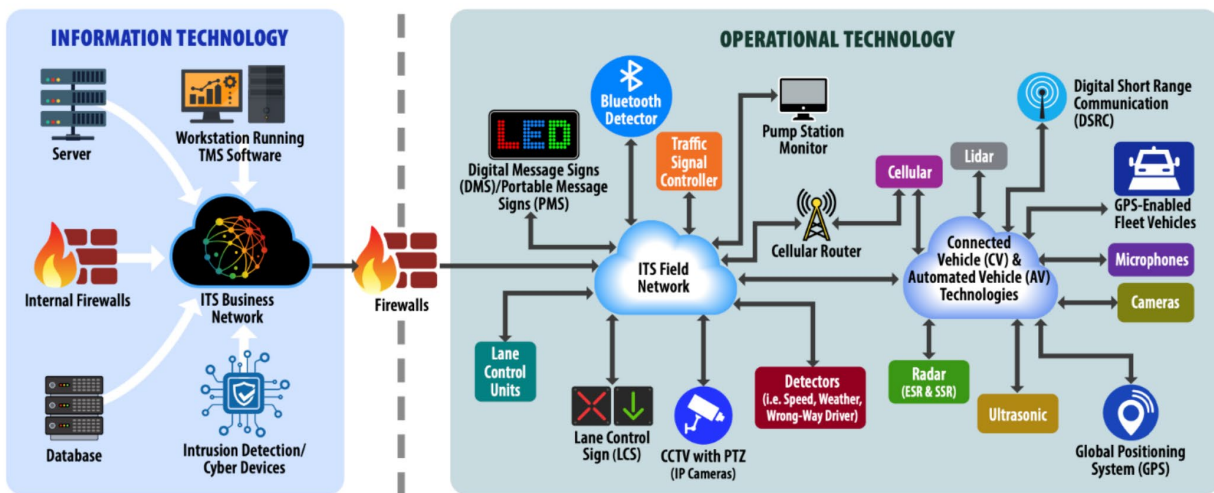 INFORMATION TECHNOLOGY
Server
Workstation Running
TMS Software
Internal Firewalls
ITS Business
Network
Database
Intrusion Detection/
Cyber Devices
Firewalls
OPERATIONAL TECHNOLOGY
Bluetooth
Detector
LED
Digital Message Signs
(DMS)/Portable Message
Signs (PMS)
Traffic
Signal
Controller
Pump Station
Monitor
Cellular Router
ITS Field
Network
Lane
Control
Units
Lane Control
Sign (LCS)
CCTV with PTZ
(IP Cameras)
Detectors
(i.e. Speed, Weather,
Wrong-Way Driver)
Cellular
Lidar
Digital Short Range
Communication
(DSRC)
GPS-Enabled
Fleet Vehicles
Connected
Vehicle (CV) &
Automated Vehicle (AV)
Technologies
Microphones
Cameras
Radar
(ESR & SSR)
Ultrasonic
Global Positioning
System (GPS)